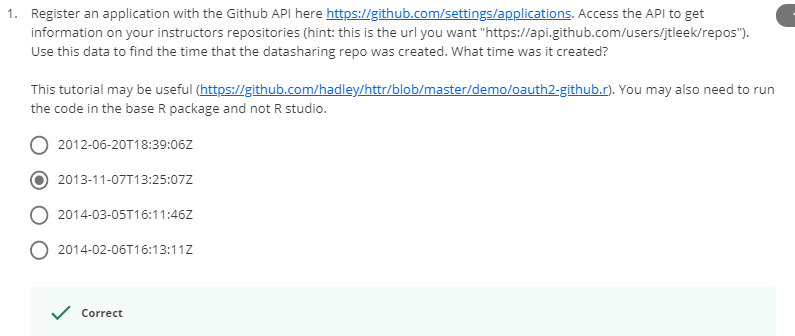 1. Register an application with the Github API here https://github.com/settings/applications. Access the API to get
information on your instructors repositories (hint: this is the url you want "https://api.github.com/users/jtleek/repos").
Use this data to find the time that the datasharing repo was created. What time was it created?
This tutorial may be useful (https://github.com/hadley/httr/blob/master/demo/oauth2-github.r). You may also need to run
the code in the base R package and not R studio.
2012-06-20T18:39:06Z
2013-11-07T13:25:07Z
2014-03-05T16:11:46Z
2014-02-06T16:13:11Z
Correct